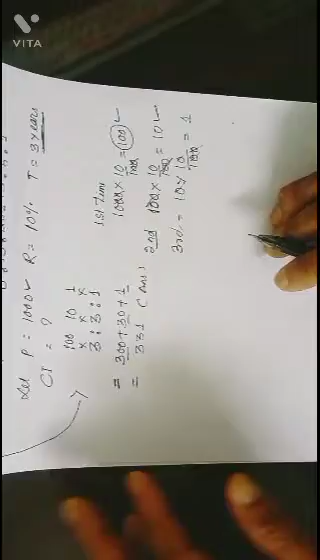 VITA
Let P = 1000 R = 10% T = 3 years
CI = ?
100 10 1
× × ×
3 : 3 : 1
= 300 + 30 + 1
= 331 (Ans)
1st Time
1000 × 10/100 = 100
2nd 100 × 10/100 = 10
3rd = 10 × 10/100 = 1